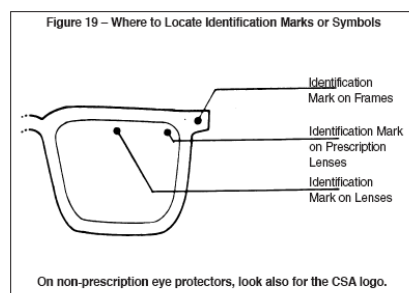 Figure 19 – Where to Locate Identification Marks or Symbols
Identification
Mark on Frames
Identification Mark
on Prescription
Lenses
Identification
Mark on Lenses
On non-prescription eye protectors, look also for the CSA logo.